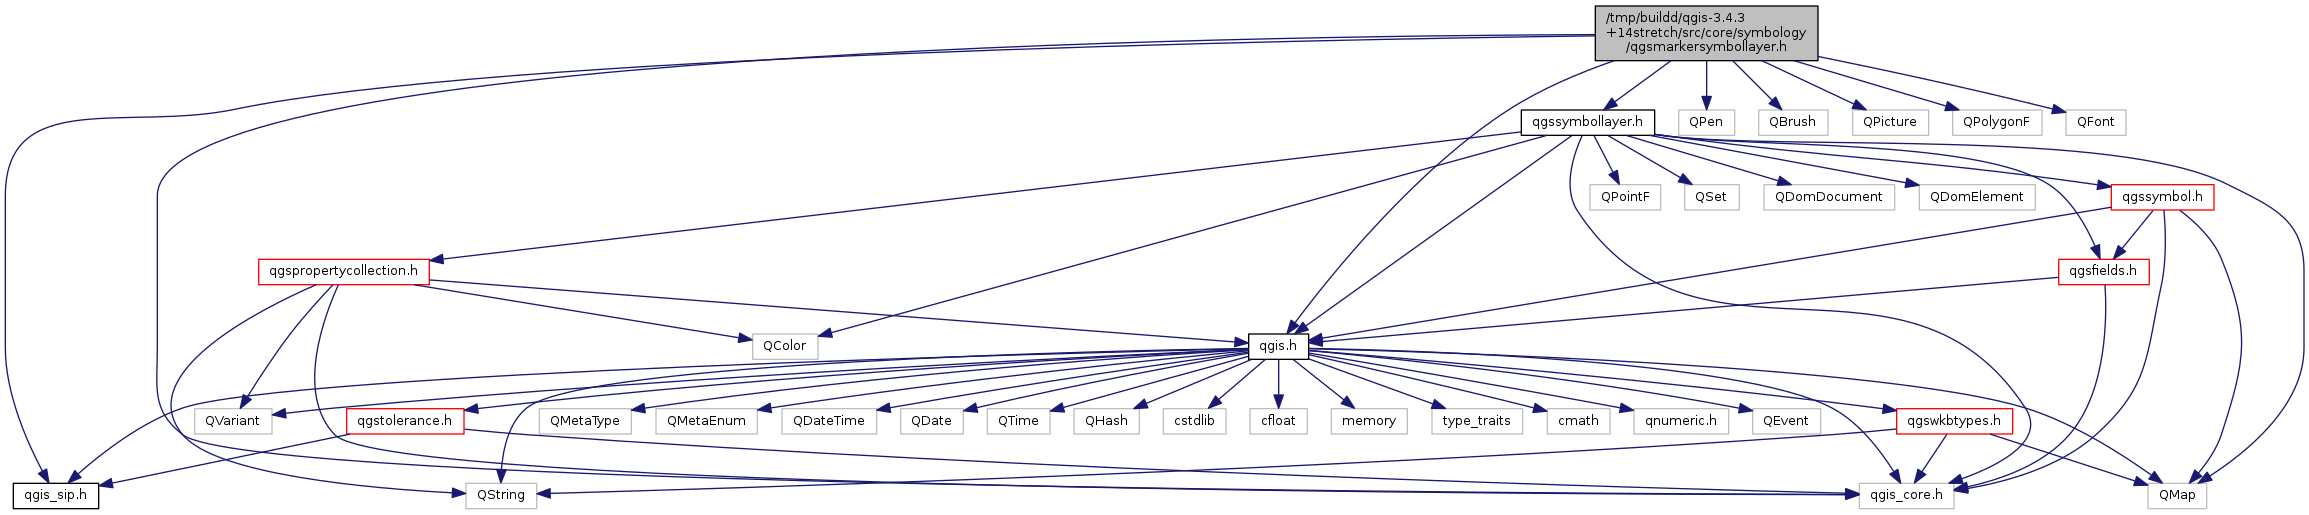 /tmp/buildd/qgis-3.4.3
+14stretch/src/core/symbology
/qgsmarkersymbollayer.h
qgssymbollayer.h
QPen
QBrush
QPicture
QPolygonF
QFont
QPointF
QSet
QDomDocument
QDomElement
qgssymbol.h
qgspropertycollection.h
qgsfields.h
QColor
qgis.h
QVariant
qgstolerance.h
QMetaType
QMetaEnum
QDateTime
QDate
QTime
QHash
cstdlib
cfloat
memory
type_traits
cmath
qnumeric.h
QEvent
qgswkbtypes.h
qgis_sip.h
QString
qgis_core.h
QMap